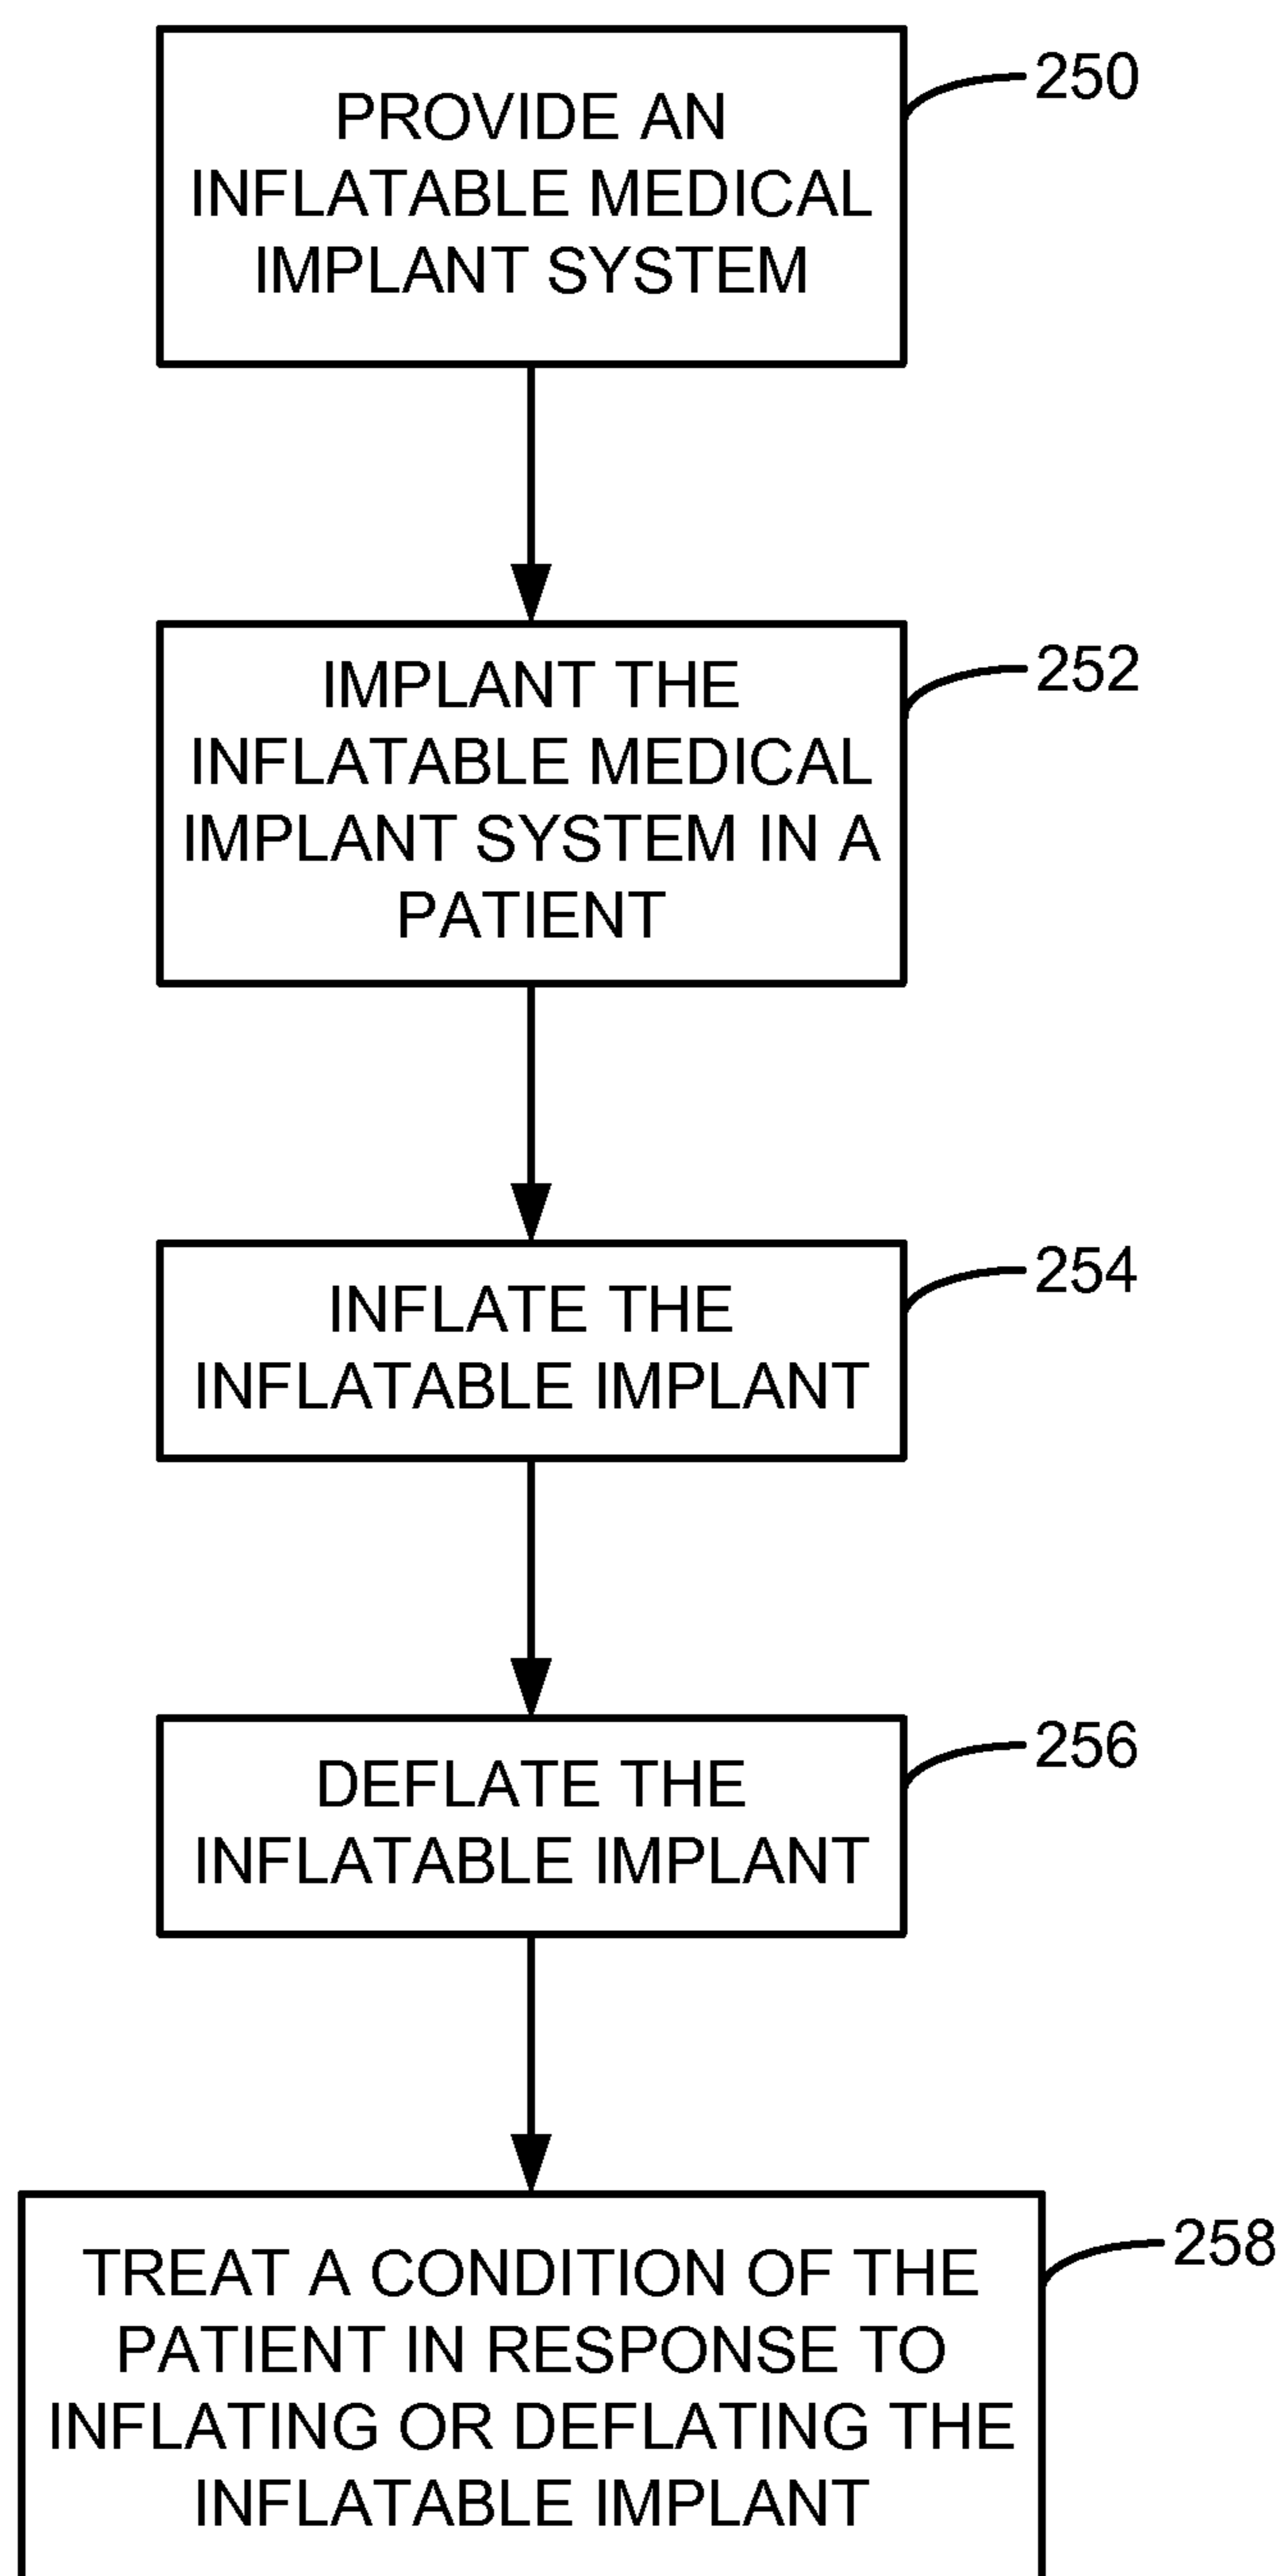 PROVIDE AN
INFLATABLE MEDICAL
IMPLANT SYSTEM
250
IMPLANT THE
INFLATABLE MEDICAL
IMPLANT SYSTEM IN A
PATIENT
252
INFLATE THE
INFLATABLE IMPLANT
254
DEFLATE THE
INFLATABLE IMPLANT
256
TREAT A CONDITION OF THE
PATIENT IN RESPONSE TO
INFLATING OR DEFLATING THE
INFLATABLE IMPLANT
258